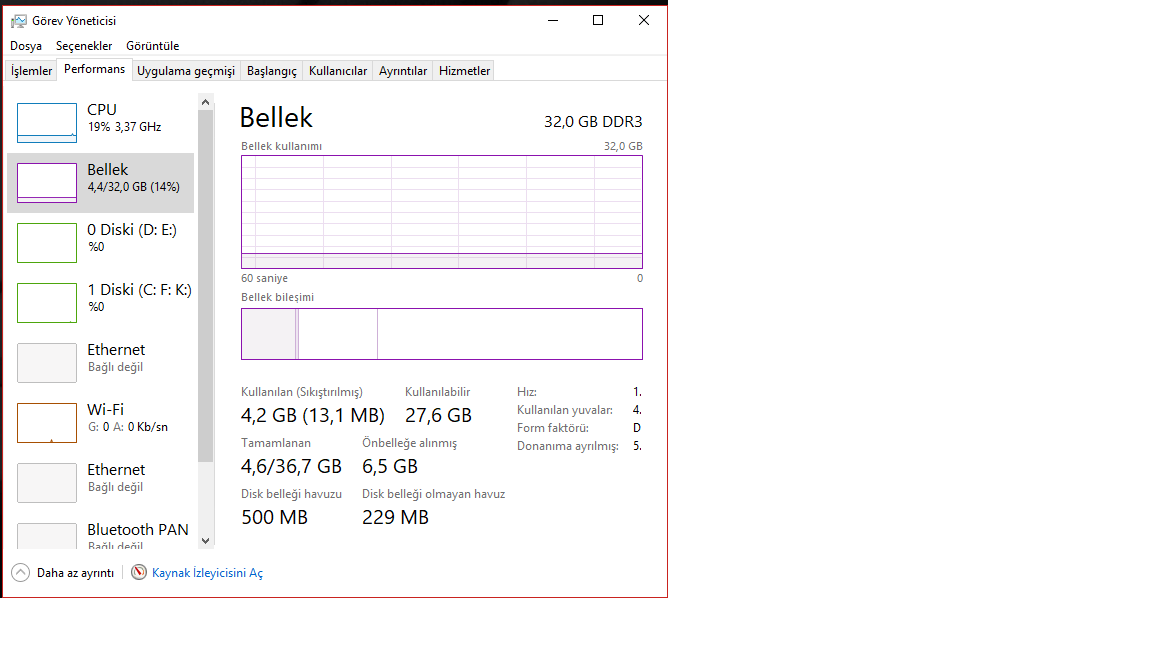 Görev Yöneticisi
Dosya Seçenekler Görüntüle
İşlemler Performans Uygulama geçmişi Başlangıç Kullanıcılar Ayrıntılar Hizmetler
CPU
19% 3,37 GHz
Bellek
4,4/32,0 GB (14%)
0 Diski (D: E:)
%0
1 Diski (C: F: K:)
%0
Ethernet
Bağlı değil
Wi-Fi
G: 0 A: 0 Kb/sn
Ethernet
Bağlı değil
Bluetooth PAN
Bağlı değil
Bellek 32,0 GB DDR3
Bellek kullanımı 32,0 GB
60 saniye 0
Bellek bileşimi
Kullanılan (Sıkıştırılmış) Kullanılabilir
4,2 GB (13,1 MB) 27,6 GB
Tamamlanan Önbelleğe alınmış
4,6/36,7 GB 6,5 GB
Disk belleği havuzu Disk belleği olmayan havuz
500 MB 229 MB
Hız: 1.
Kullanılan yuvalar: 4.
Form faktörü: D
Donanıma ayrılmış: 5.
Daha az ayrıntı Kaynak İzleyicisini Aç